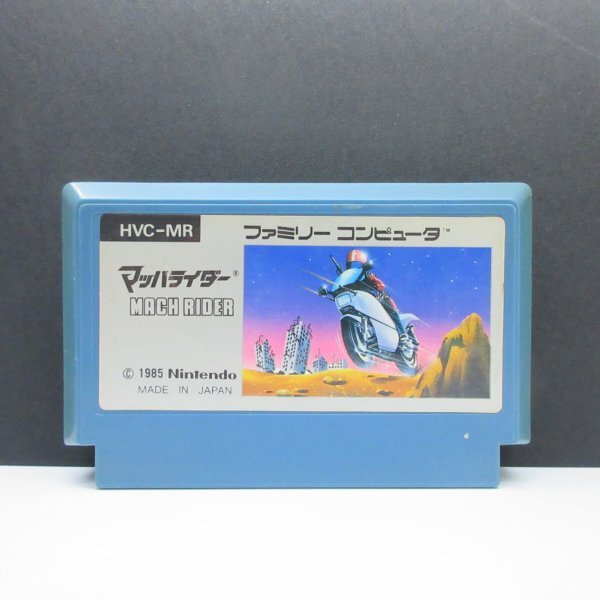 HVC-MR
ファミリー コンピュータ™
マッハライダー®
MACH RIDER
© 1985 Nintendo
MADE IN JAPAN